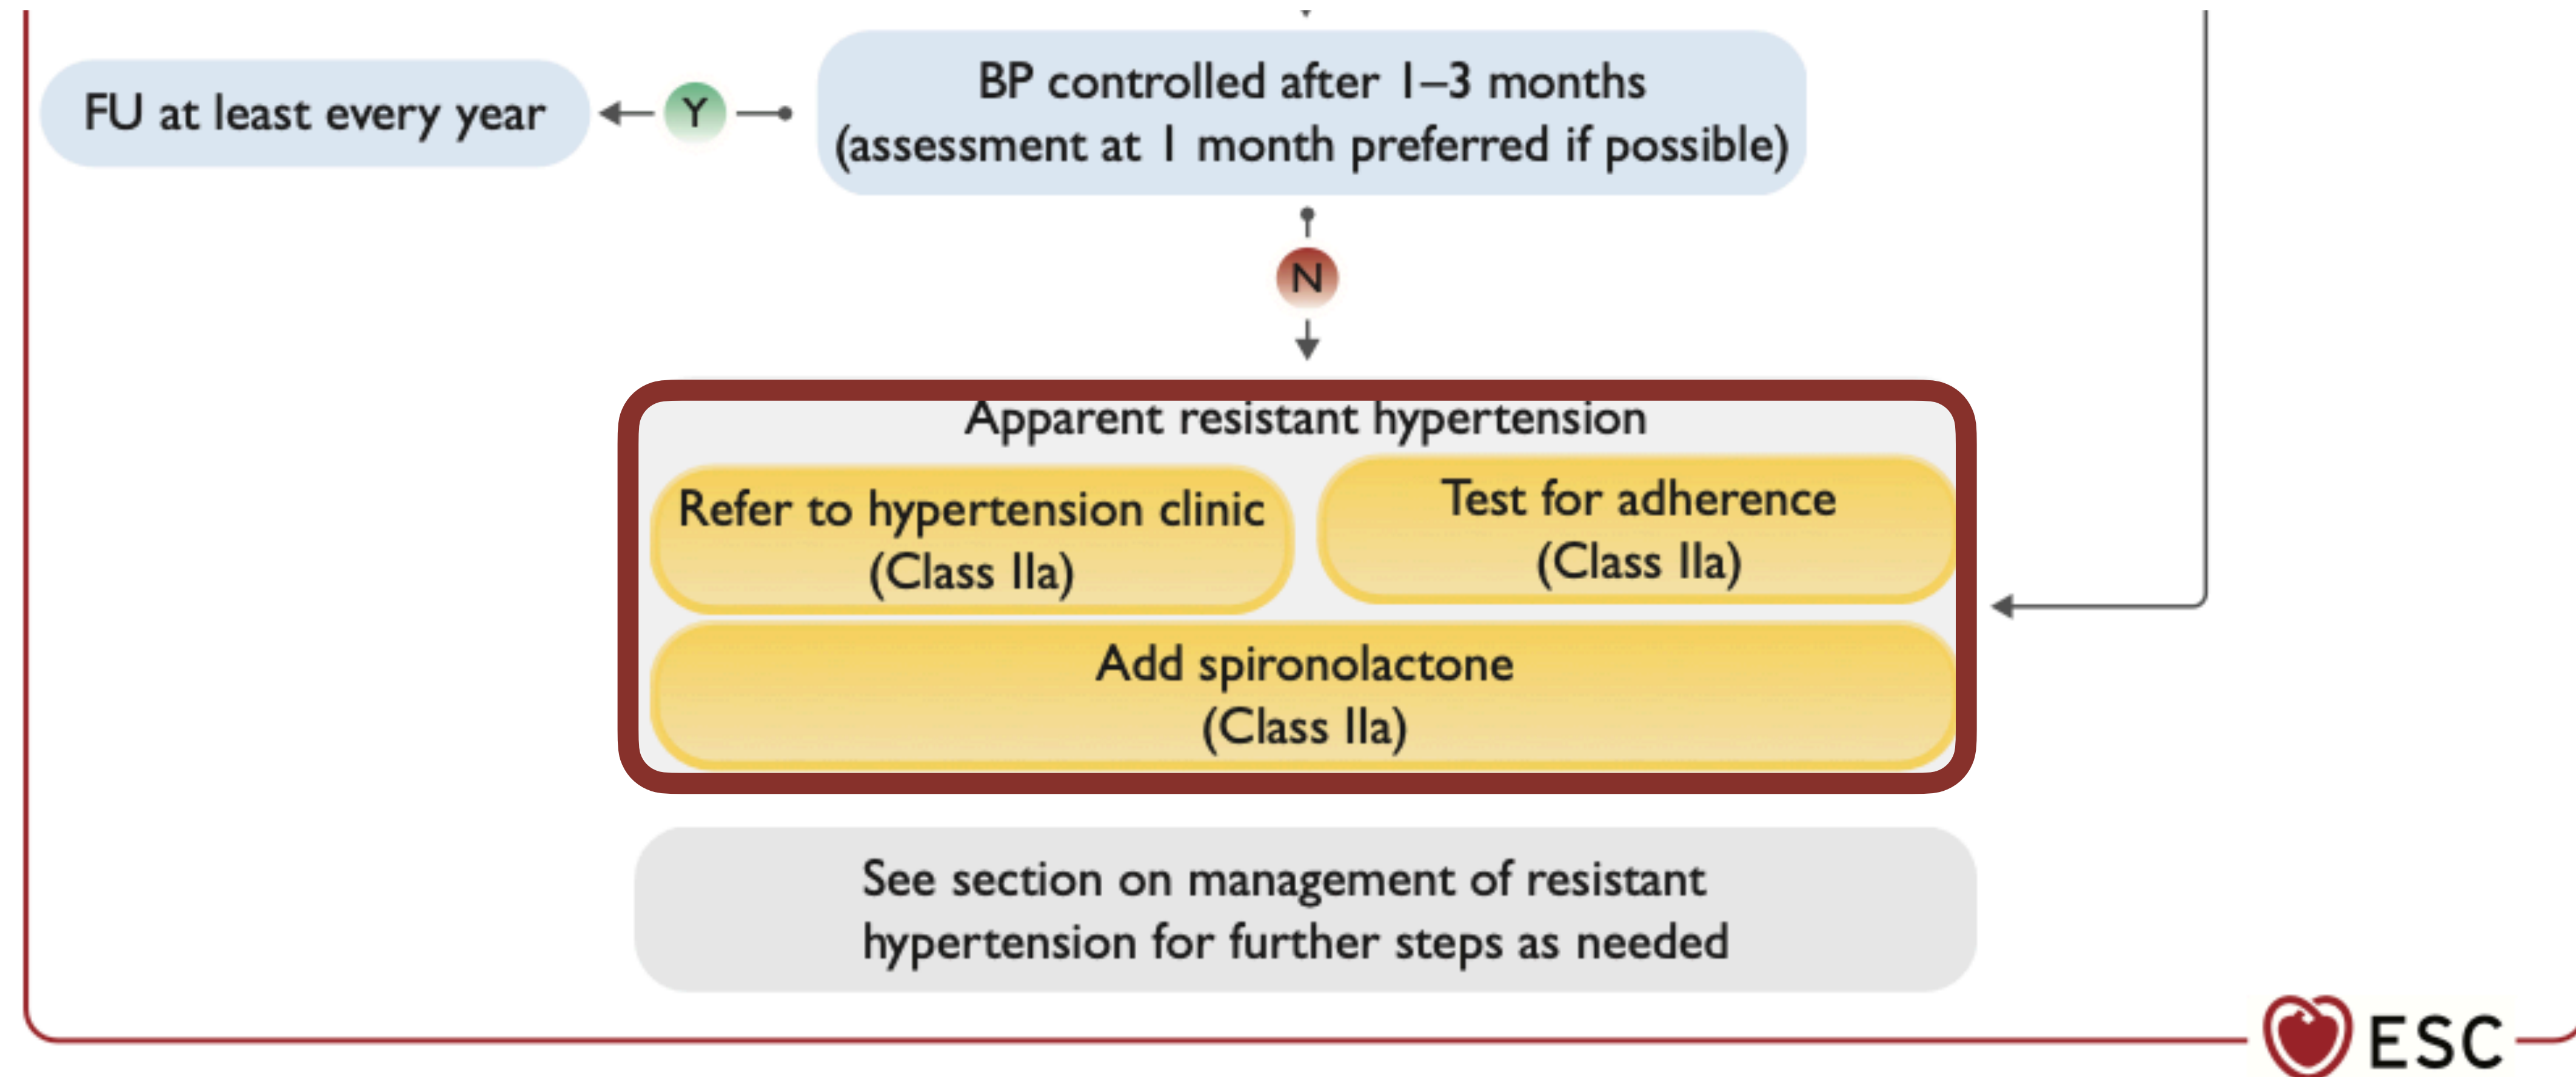 FU at least every year
Y
BP controlled after 1–3 months
(assessment at 1 month preferred if possible)
N
Apparent resistant hypertension
Refer to hypertension clinic
(Class IIa)
Test for adherence
(Class IIa)
Add spironolactone
(Class IIa)
See section on management of resistant
hypertension for further steps as needed
ESC